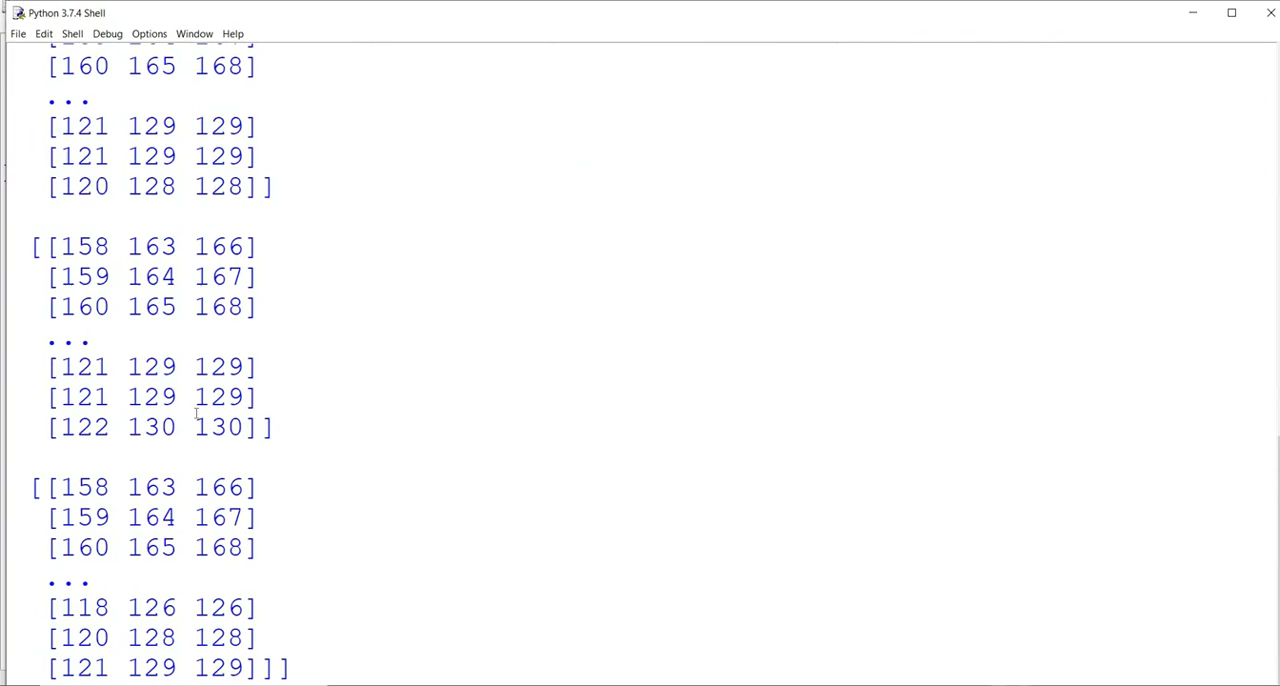 Python 3.7.4 Shell
File Edit Shell Debug Options Window Help
[160 165 168]
...
[121 129 129]
[121 129 129]
[120 128 128]]
[[158 163 166]
[159 164 167]
[160 165 168]
...
[121 129 129]
[121 129 129]
[122 130 130]]
[[158 163 166]
[159 164 167]
[160 165 168]
...
[118 126 126]
[120 128 128]
[121 129 129]]]